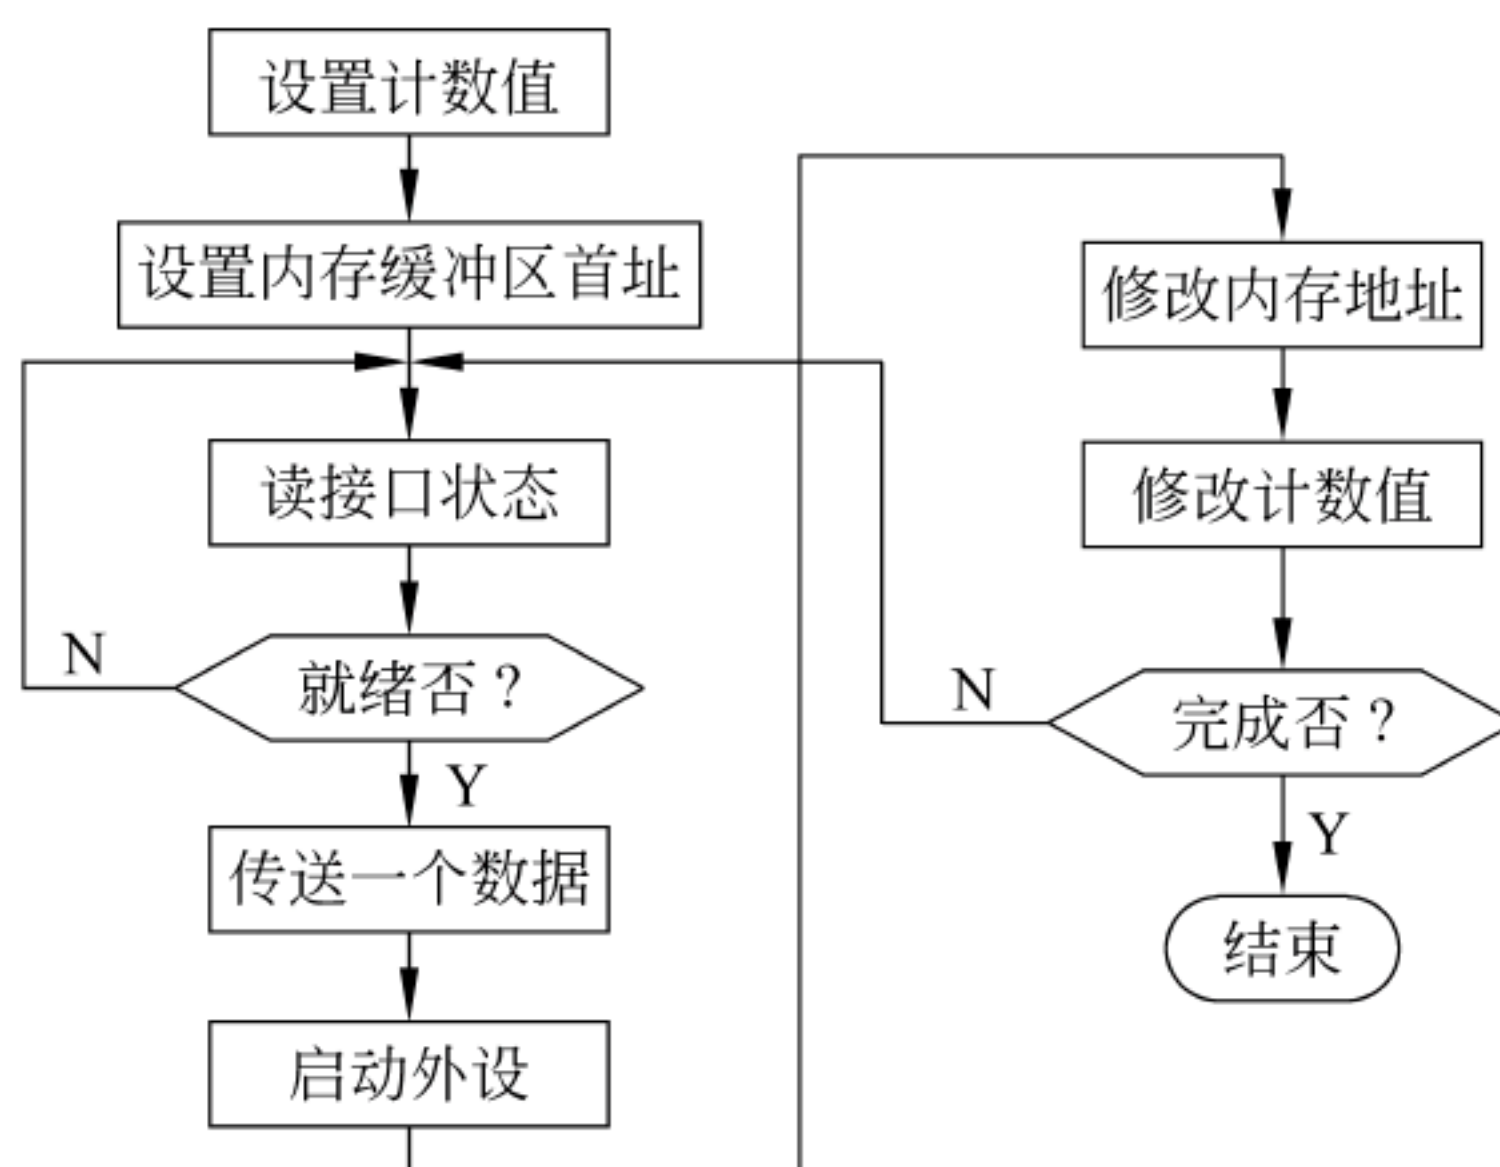 设置计数值
设置内存缓冲区首址
读接口状态
就绪否？
N
Y
传送一个数据
启动外设
修改内存地址
修改计数值
完成否？
N
Y
结束